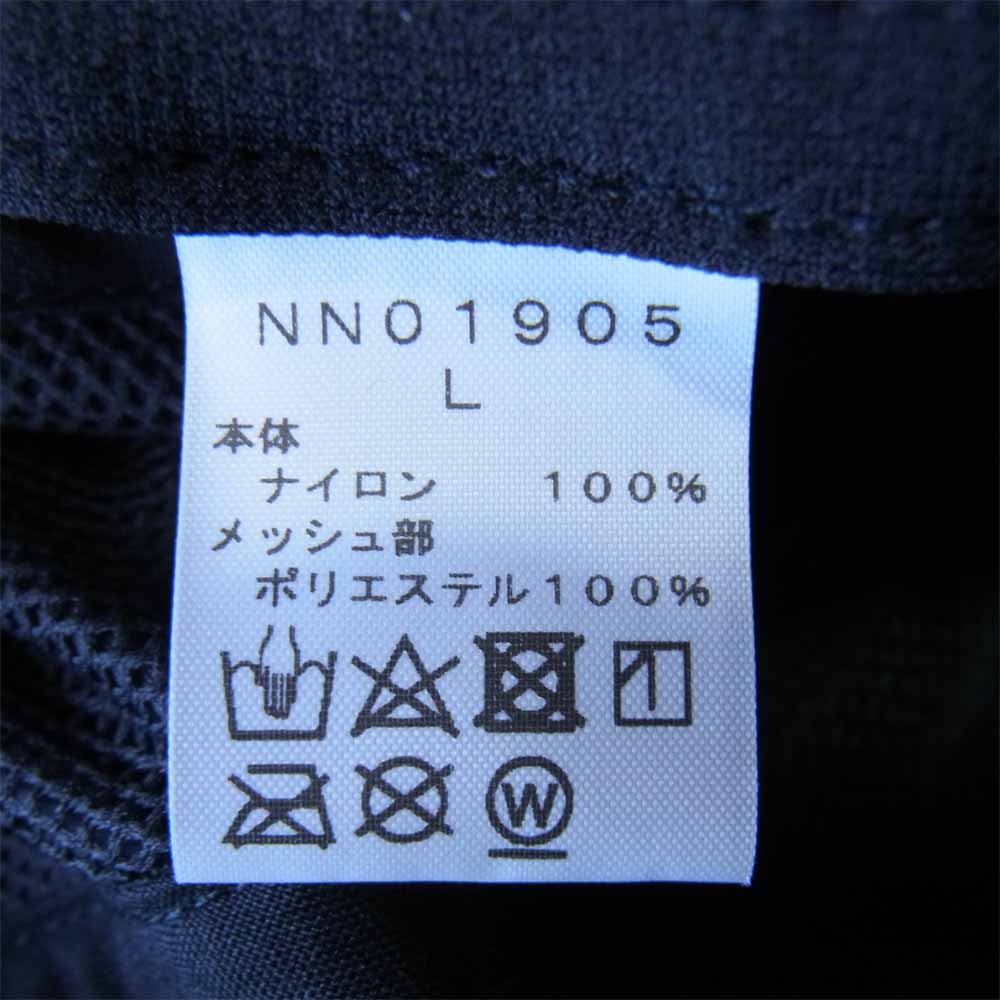 NN01905
L
本体
ナイロン 100%
メッシュ部
ポリエステル100%
W